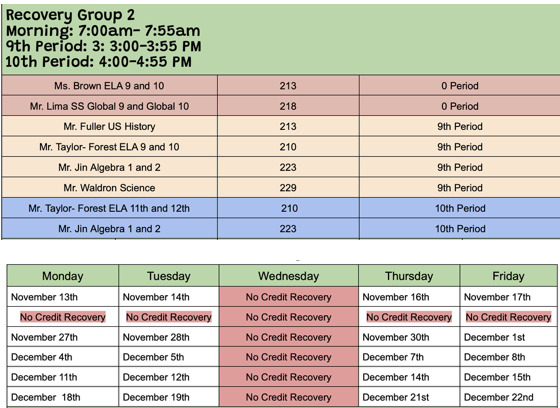 Recovery Group 2
Morning: 7:00am- 7:55am
9th Period: 3: 3:00-3:55 PM
10th Period: 4:00-4:55 PM
Ms. Brown ELA 9 and 10 213 0 Period
Mr. Lima SS Global 9 and Global 10 218 0 Period
Mr. Fuller US History 213 9th Period
Mr. Taylor- Forest ELA 9 and 10 210 9th Period
Mr. Jin Algebra 1 and 2 223 9th Period
Mr. Waldron Science 229 9th Period
Mr. Taylor- Forest ELA 11th and 12th 210 10th Period
Mr. Jin Algebra 1 and 2 223 10th Period
Monday Tuesday Wednesday Thursday Friday
November 13th November 14th No Credit Recovery November 16th November 17th
No Credit Recovery No Credit Recovery No Credit Recovery No Credit Recovery No Credit Recovery
November 27th November 28th No Credit Recovery November 30th December 1st
December 4th December 5th No Credit Recovery December 7th December 8th
December 11th December 12th No Credit Recovery December 14th December 15th
December 18th December 19th No Credit Recovery December 21st December 22nd